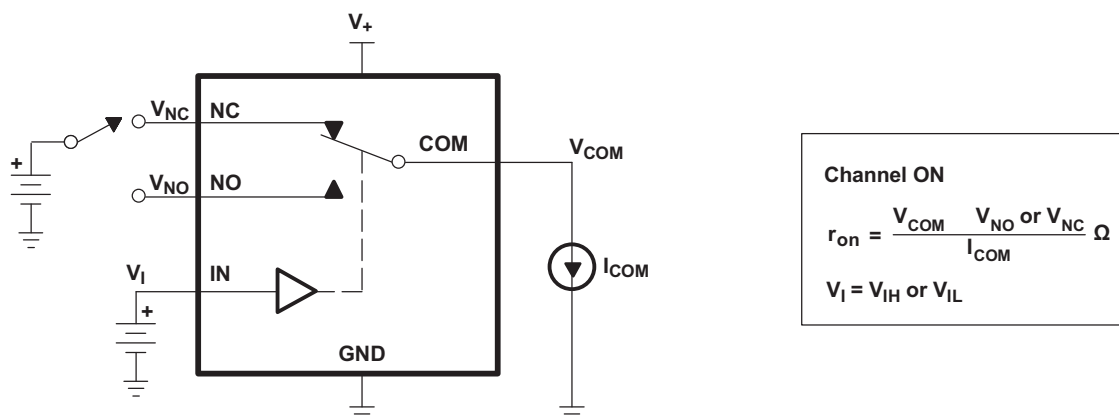 V+
VNC NC
COM
VCOM
+
VNO NO
VI IN
+
ICOM
GND
Channel ON
ron = VCOM VNO or VNC / ICOM Ω
VI = VIH or VIL